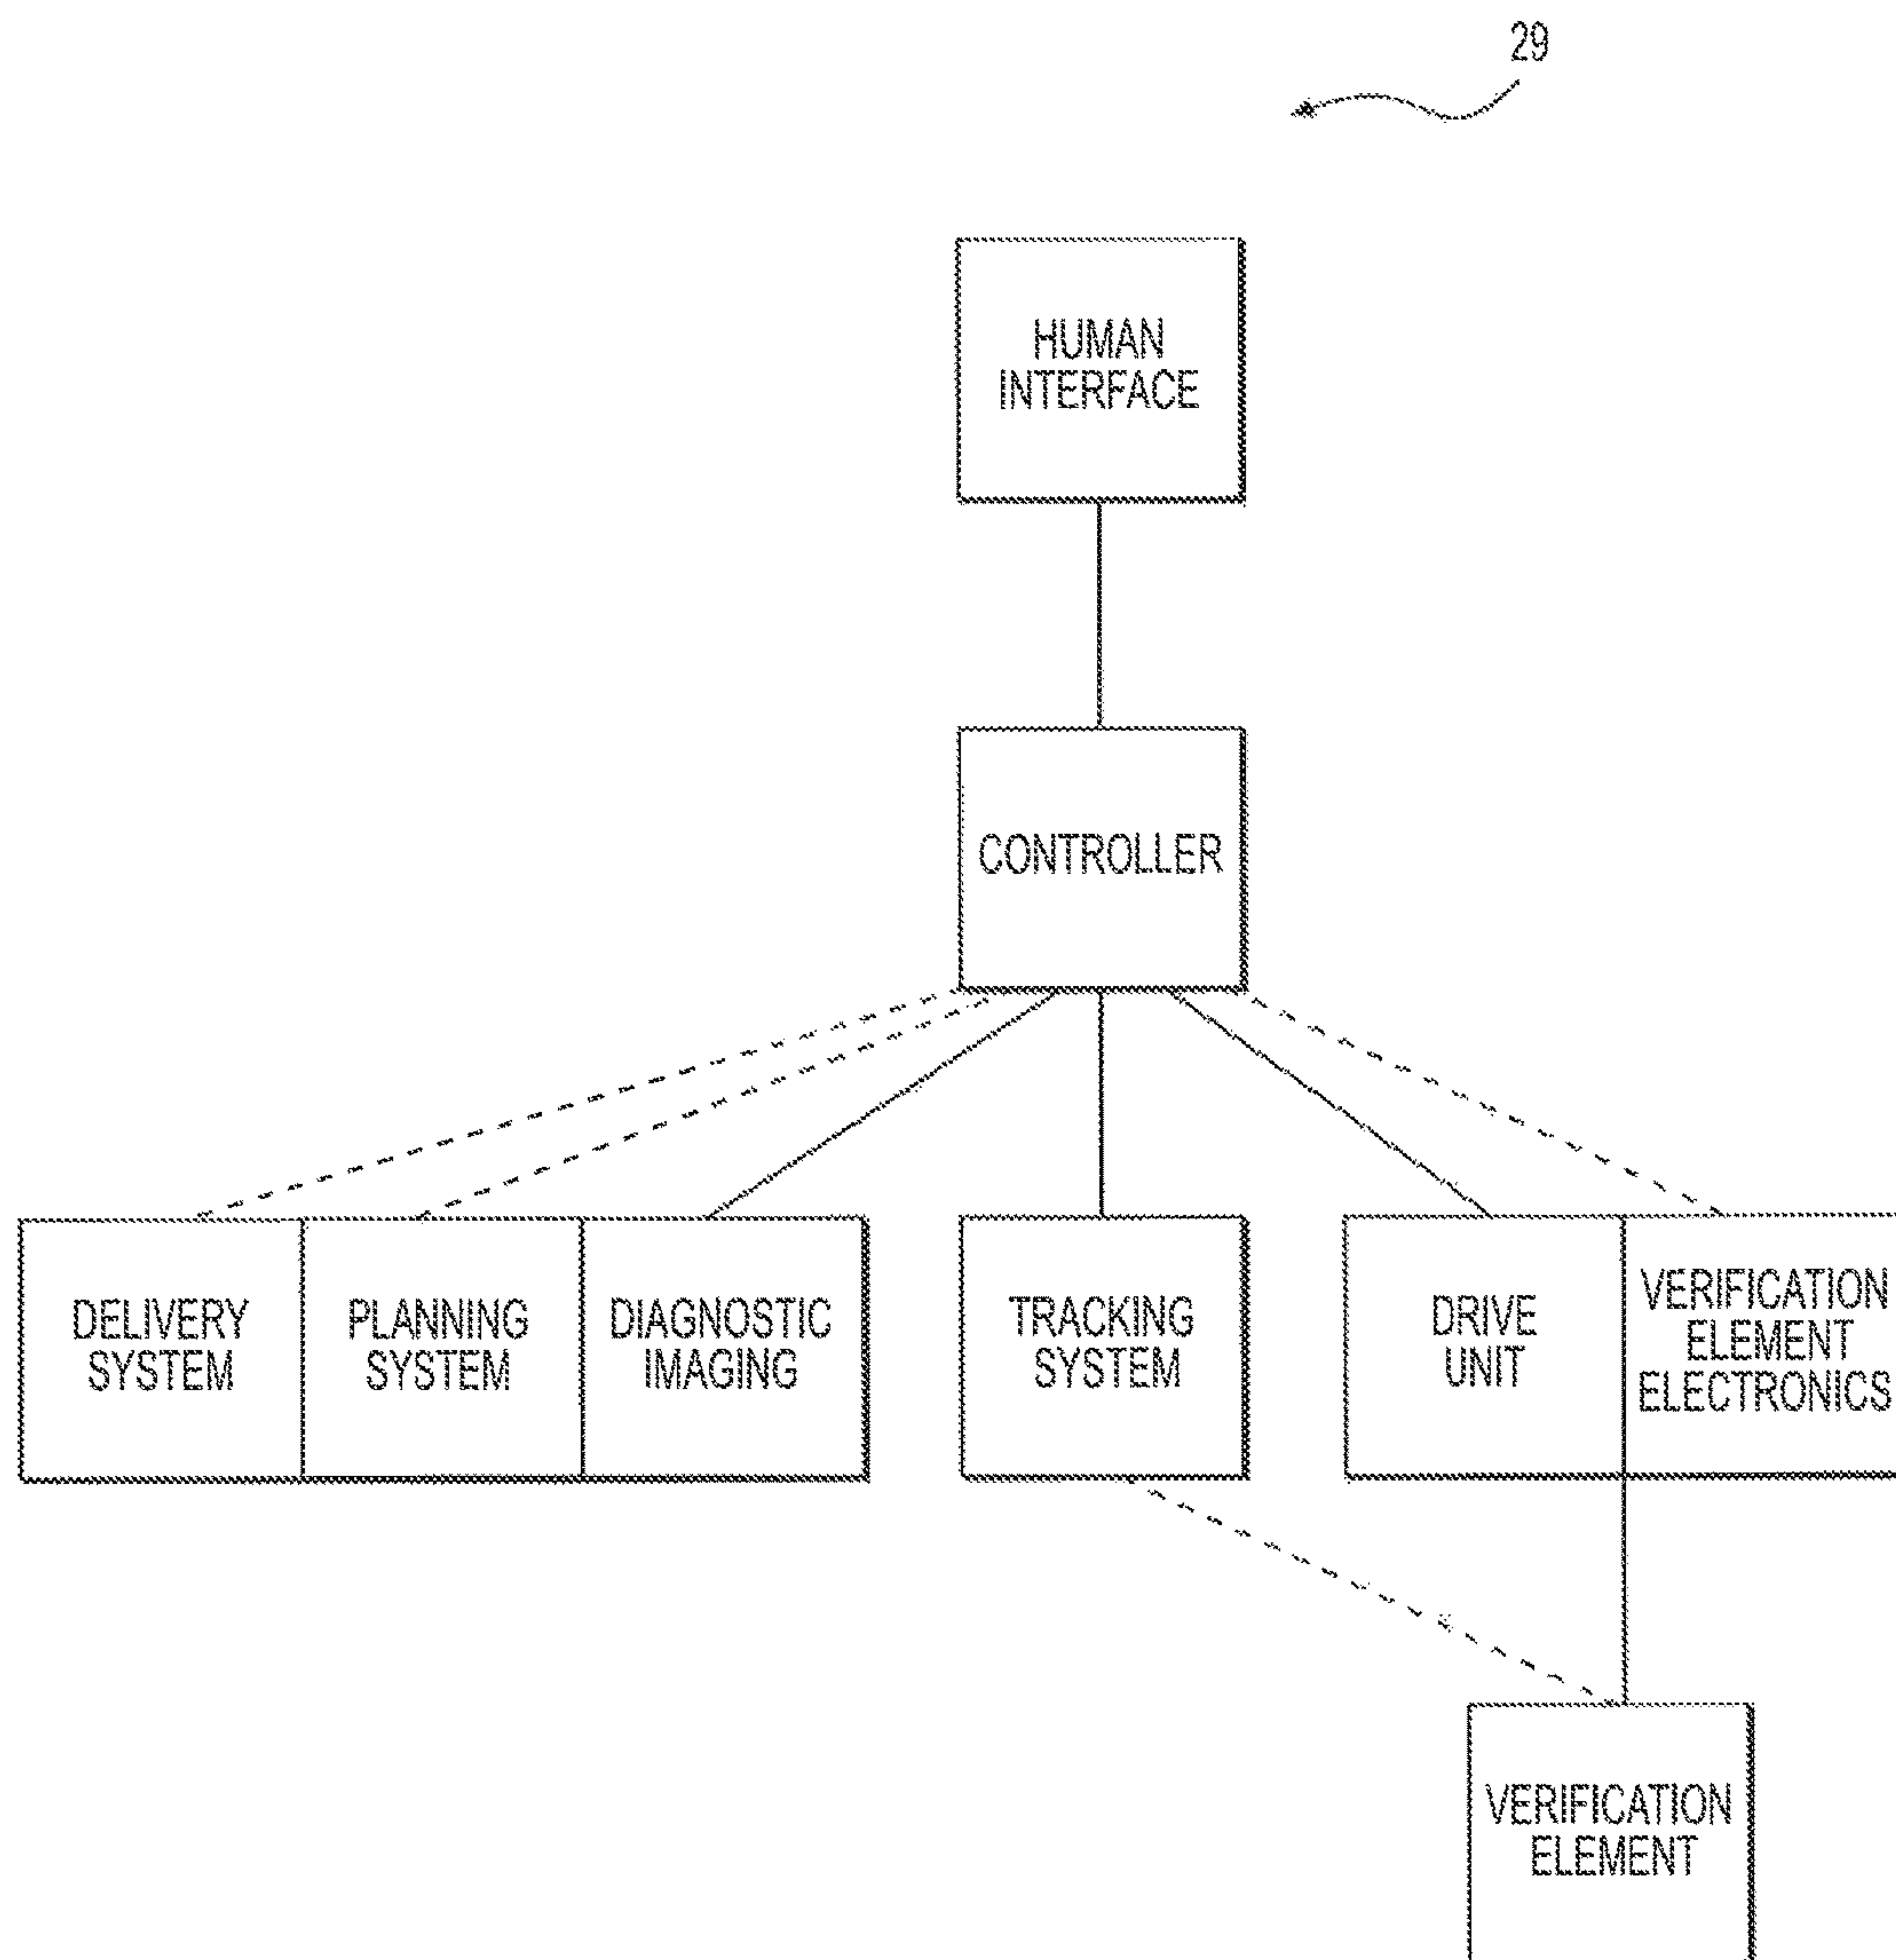 29
HUMAN
INTERFACE
CONTROLLER
DELIVERY
SYSTEM
PLANNING
SYSTEM
DIAGNOSTIC
IMAGING
TRACKING
SYSTEM
DRIVE
UNIT
VERIFICATION
ELEMENT
ELECTRONICS
VERIFICATION
ELEMENT